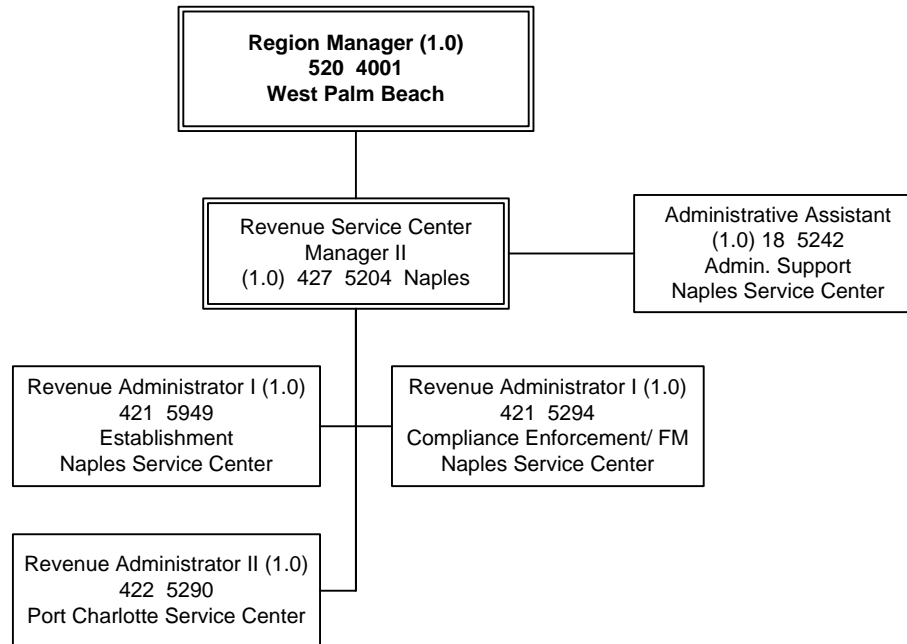 Region Manager (1.0)
520 4001
West Palm Beach
Revenue Service Center
Manager II
(1.0) 427 5204 Naples
Administrative Assistant
(1.0) 18 5242
Admin. Support
Naples Service Center
Revenue Administrator I (1.0)
421 5949
Establishment
Naples Service Center
Revenue Administrator I (1.0)
421 5294
Compliance Enforcement/ FM
Naples Service Center
Revenue Administrator II (1.0)
422 5290
Port Charlotte Service Center